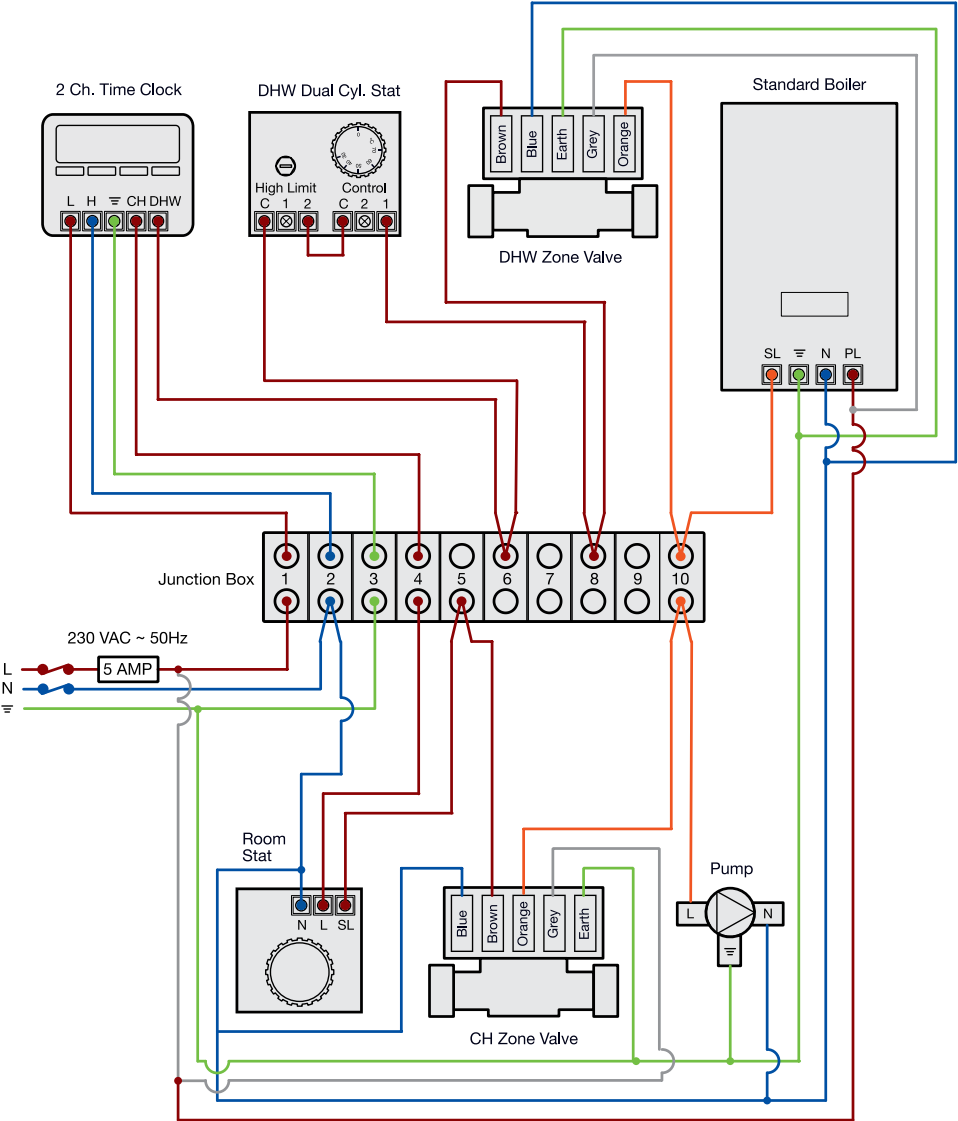 2 Ch. Time Clock
L H ⏚ CH DHW
DHW Dual Cyl. Stat
High Limit Control
C 1 2 C 2 1
Brown
Blue
Earth
Grey
Orange
DHW Zone Valve
Standard Boiler
SL ⏚ N PL
Junction Box
1 2 3 4 5 6 7 8 9 10
230 VAC ~ 50Hz
L
5 AMP
N
⏚
Room
Stat
N L SL
Blue
Brown
Orange
Grey
Earth
CH Zone Valve
Pump
L N
⏚